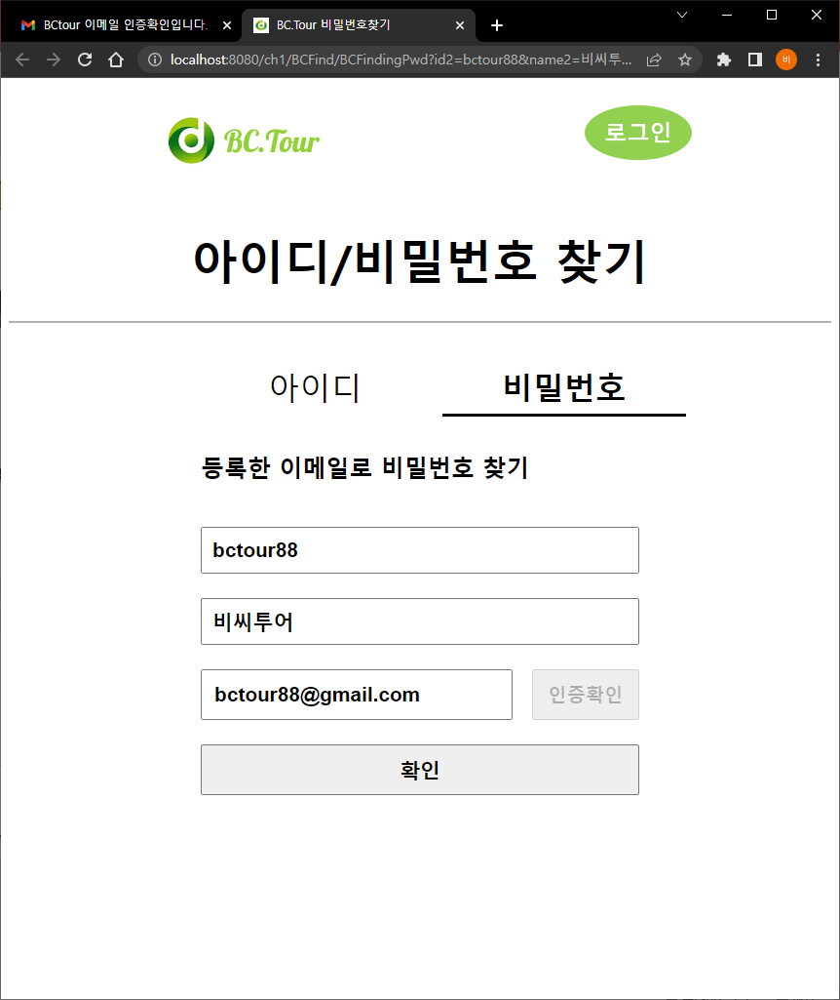 BCtour 이메일 인증확인입니다.
BC.Tour 비밀번호찾기
localhost:8080/ch1/BCFind/BCFindingPwd?id2=bctour88&name2=비씨투...
비
BC.Tour
로그인
아이디/비밀번호 찾기
아이디
비밀번호
등록한 이메일로 비밀번호 찾기
bctour88
비씨투어
bctour88@gmail.com
인증확인
확인